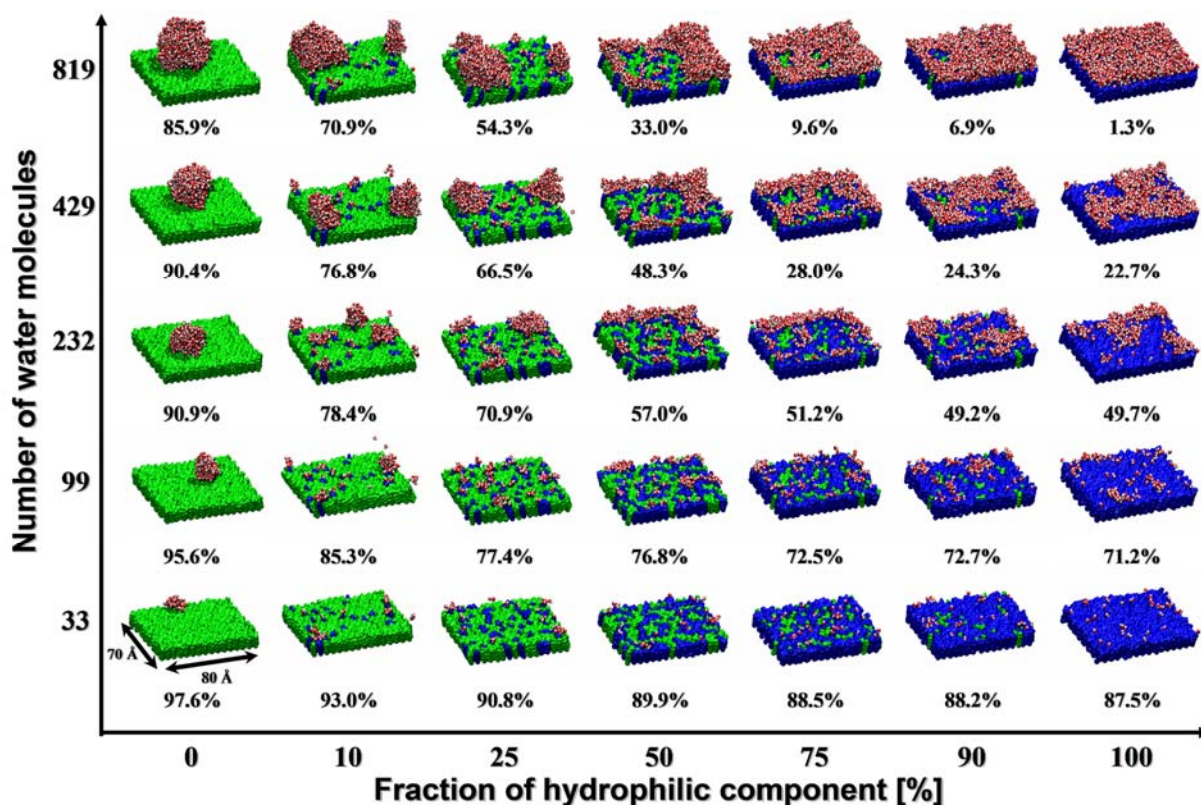 Number of water molecules
819
85.9% 70.9% 54.3% 33.0% 9.6% 6.9% 1.3%
429
90.4% 76.8% 66.5% 48.3% 28.0% 24.3% 22.7%
232
90.9% 78.4% 70.9% 57.0% 51.2% 49.2% 49.7%
99
95.6% 85.3% 77.4% 76.8% 72.5% 72.7% 71.2%
33
70 Å
80 Å
97.6% 93.0% 90.8% 89.9% 88.5% 88.2% 87.5%
0 10 25 50 75 90 100
Fraction of hydrophilic component [%]